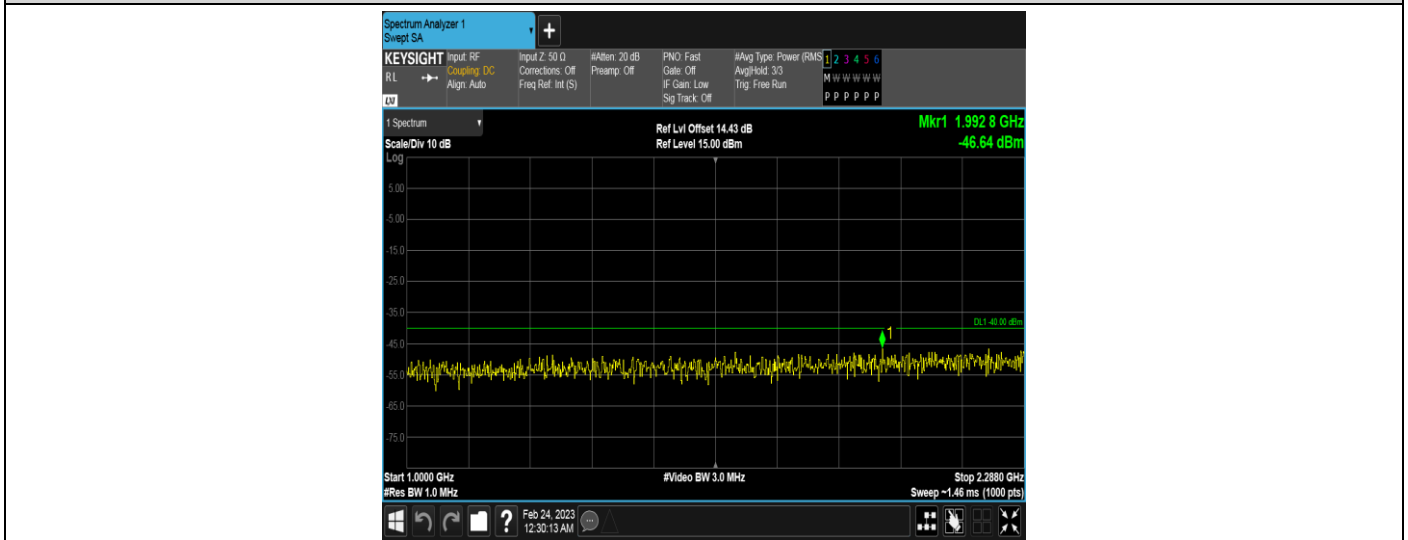 Spectrum Analyzer 1
Swept SA
+
KEYSIGHT
RL
LXI
Input: RF
Coupling: DC
Align: Auto
Input Z: 50 Ω
Corrections: Off
Freq Ref: Int (S)
#Atten: 20 dB
Preamp: Off
PNO: Fast
Gate: Off
IF Gain: Low
Sig Track: Off
#Avg Type: Power (RMS
Avg|Hold: 3/3
Trig: Free Run
1 2 3 4 5 6
M W W W W W
P P P P P P
1 Spectrum
Scale/Div 10 dB
Ref Lvl Offset 14.43 dB
Ref Level 15.00 dBm
Mkr1 1.992 8 GHz
-46.64 dBm
Log
5.00
-5.00
-15.0
-25.0
-35.0
DL1 -40.00 dBm
1
-45.0
-55.0
-65.0
-75.0
Start 1.0000 GHz
#Res BW 1.0 MHz
#Video BW 3.0 MHz
Stop 2.2880 GHz
Sweep ~1.46 ms (1000 pts)
?
Feb 24, 2023
12:30:13 AM